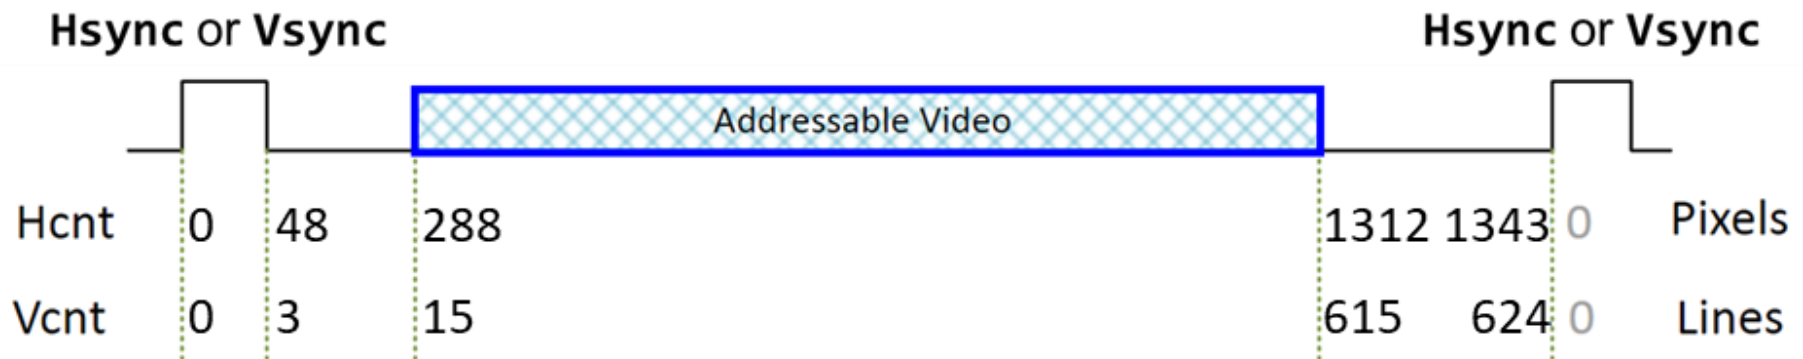 Hsync or Vsync Hsync or Vsync
Addressable Video
Hcnt 0 48 288 1312 1343 0 Pixels
Vcnt 0 3 15 615 624 0 Lines